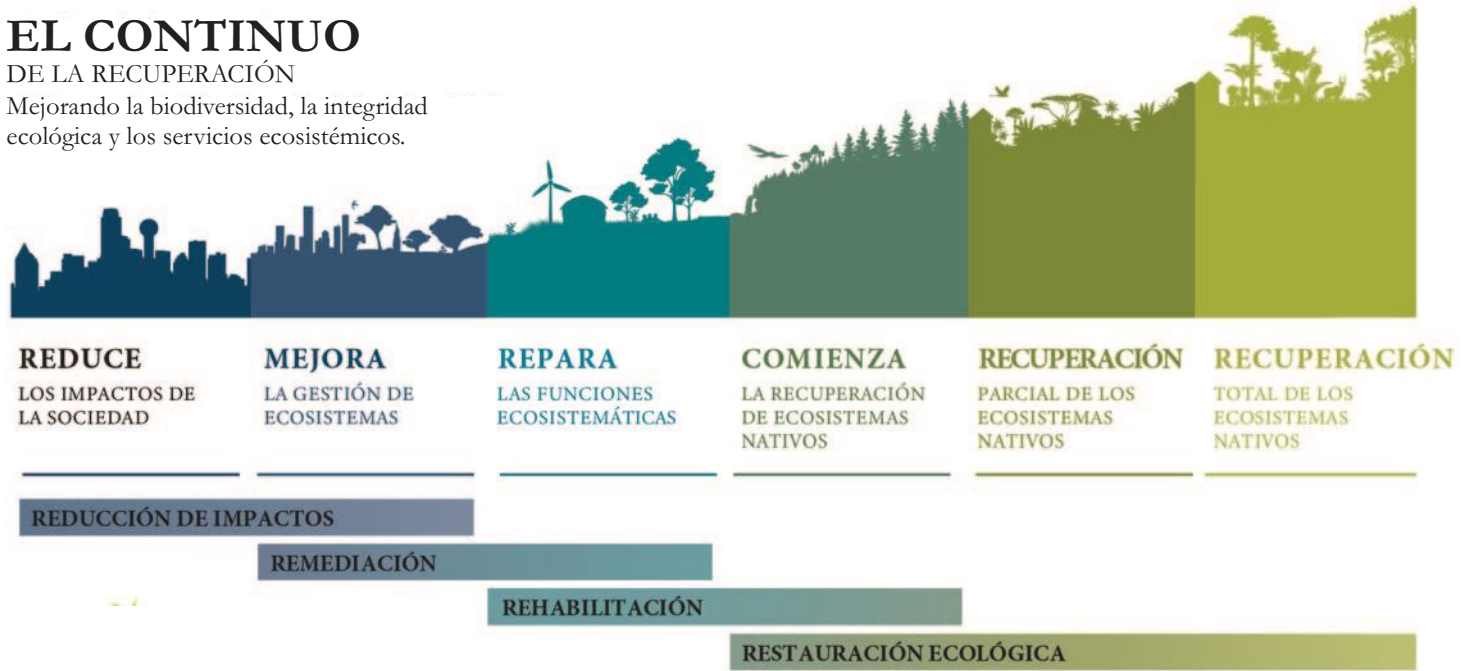 EL CONTINUO
DE LA RECUPERACIÓN
Mejorando la biodiversidad, la integridad
ecológica y los servicios ecosistémicos.
REDUCE
LOS IMPACTOS DE
LA SOCIEDAD
MEJORA
LA GESTIÓN DE
ECOSISTEMAS
REPARA
LAS FUNCIONES
ECOSISTEMÁTICAS
COMIENZA
LA RECUPERACIÓN
DE ECOSISTEMAS
NATIVOS
RECUPERACIÓN
PARCIAL DE LOS
ECOSISTEMAS
NATIVOS
RECUPERACIÓN
TOTAL DE LOS
ECOSISTEMAS
NATIVOS
REDUCCIÓN DE IMPACTOS
REMEDIACIÓN
REHABILITACIÓN
RESTAURACIÓN ECOLÓGICA